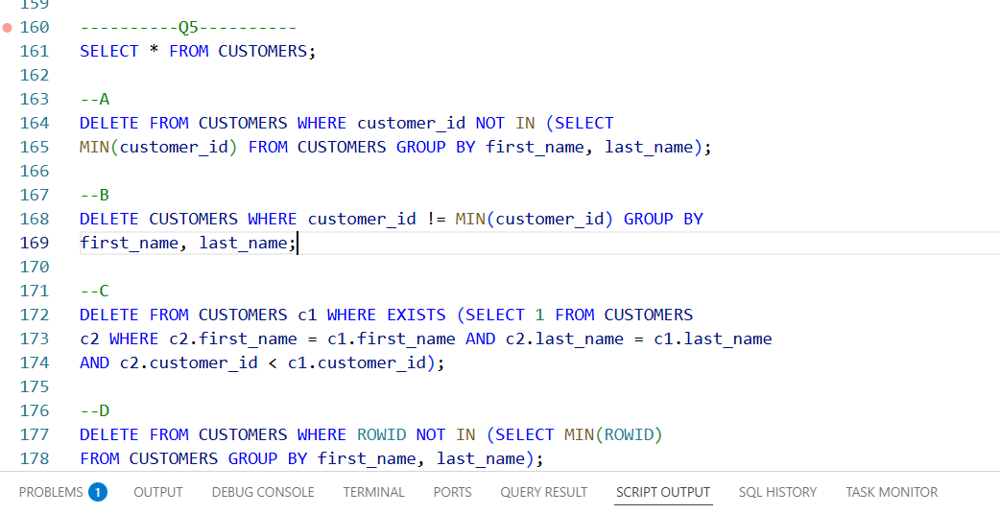 159
160 ----------Q5----------
161 SELECT * FROM CUSTOMERS;
162
163 --A
164 DELETE FROM CUSTOMERS WHERE customer_id NOT IN (SELECT
165 MIN(customer_id) FROM CUSTOMERS GROUP BY first_name, last_name);
166
167 --B
168 DELETE CUSTOMERS WHERE customer_id != MIN(customer_id) GROUP BY
169 first_name, last_name;
170
171 --C
172 DELETE FROM CUSTOMERS c1 WHERE EXISTS (SELECT 1 FROM CUSTOMERS
173 c2 WHERE c2.first_name = c1.first_name AND c2.last_name = c1.last_name
174 AND c2.customer_id < c1.customer_id);
175
176 --D
177 DELETE FROM CUSTOMERS WHERE ROWID NOT IN (SELECT MIN(ROWID)
178 FROM CUSTOMERS GROUP BY first_name, last_name);
PROBLEMS 1 OUTPUT DEBUG CONSOLE TERMINAL PORTS QUERY RESULT SCRIPT OUTPUT SQL HISTORY TASK MONITOR